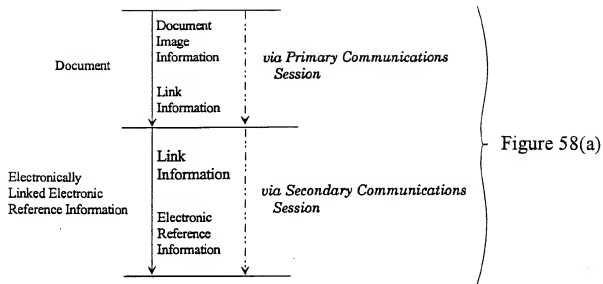 Document
Document
Image
Information
Link
Information
via Primary Communications
Session
Electronically
Linked Electronic
Reference Information
Link
Information
Electronic
Reference
Information
via Secondary Communications
Session
Figure 58(a)